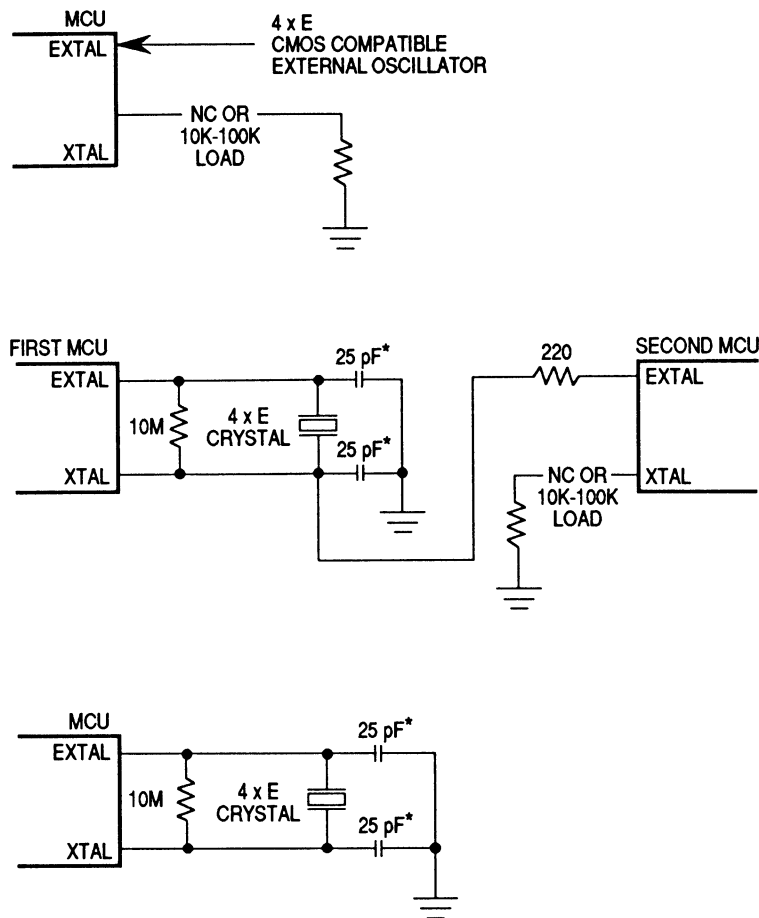 MCU
EXTAL
4 x E
CMOS COMPATIBLE
EXTERNAL OSCILLATOR
NC OR
10K-100K
LOAD
XTAL
FIRST MCU
EXTAL
10M
4 x E
CRYSTAL
25 pF*
25 pF*
XTAL
220
SECOND MCU
EXTAL
NC OR
10K-100K
LOAD
XTAL
MCU
EXTAL
10M
4 x E
CRYSTAL
25 pF*
25 pF*
XTAL